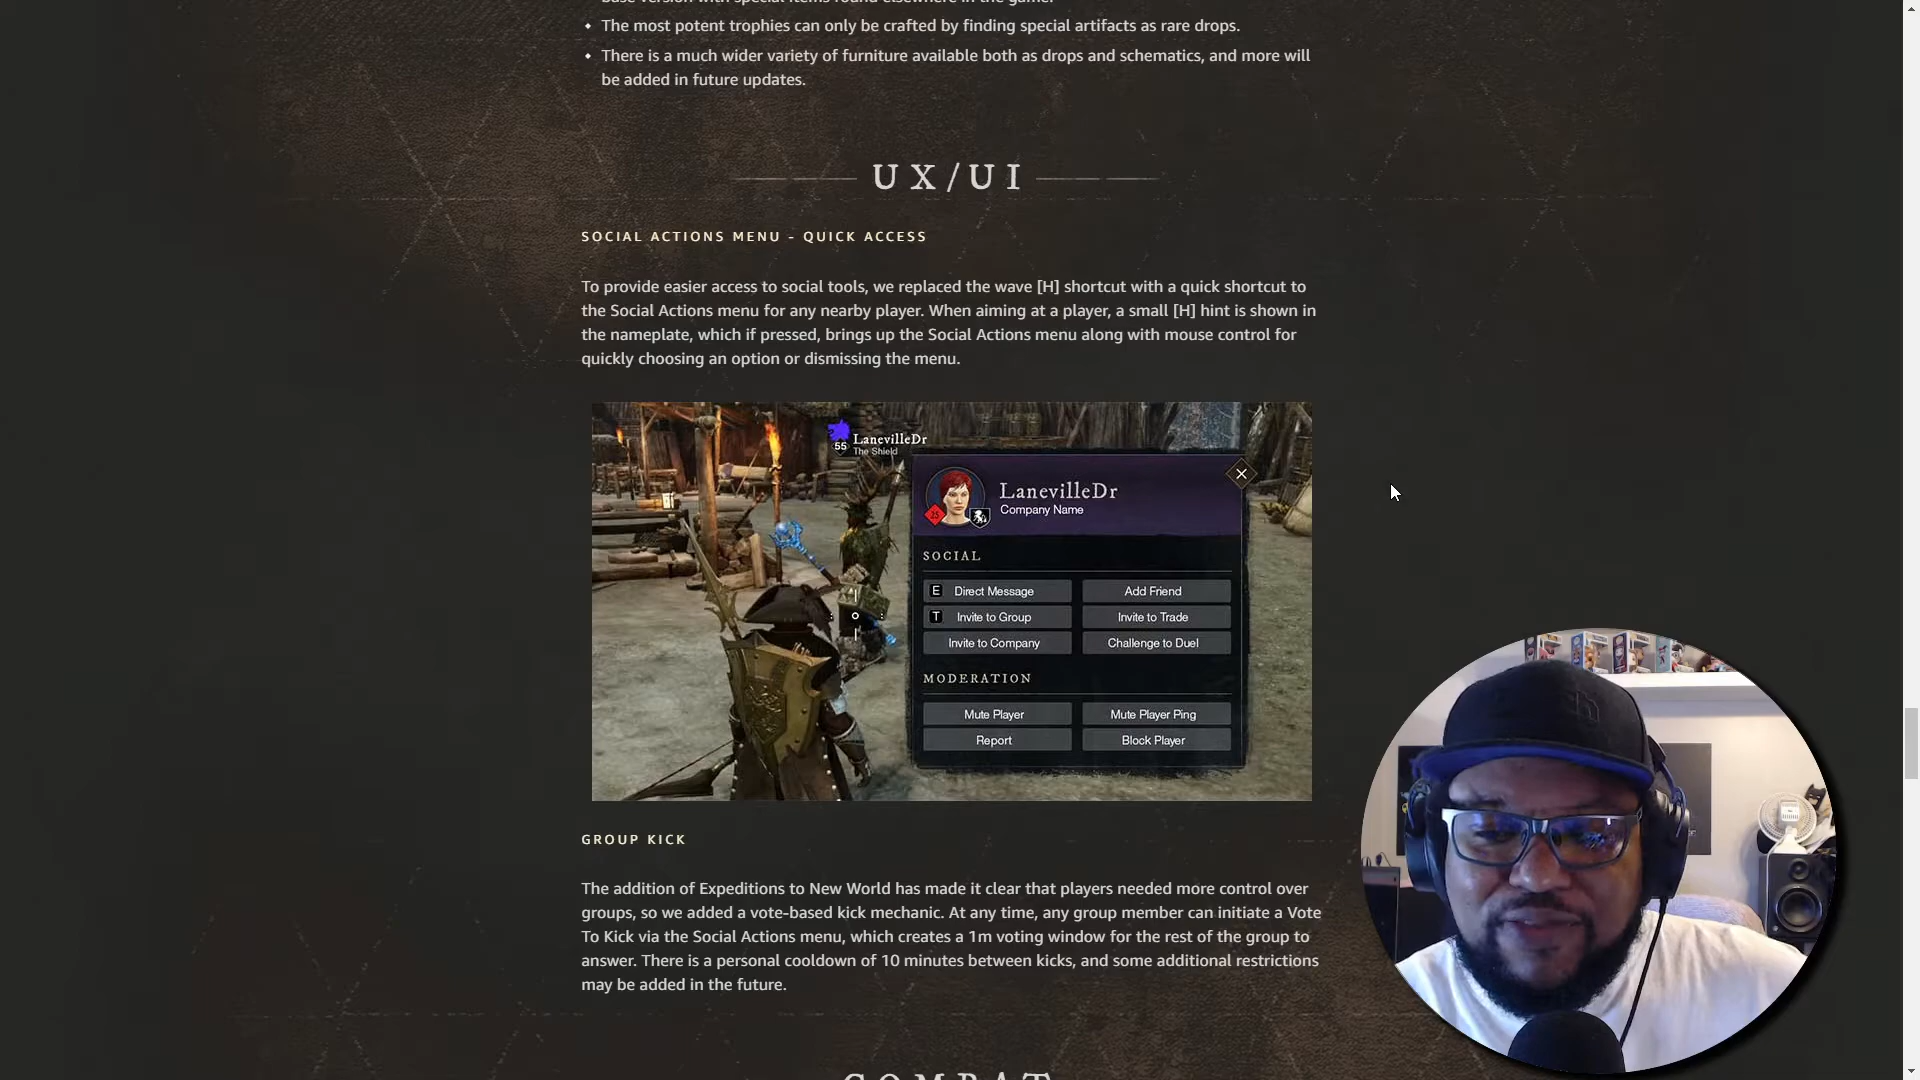 The most potent trophies can only be crafted by finding special artifacts as rare drops.
There is a much wider variety of furniture available both as drops and schematics, and more will
be added in future updates.
UX/UI
SOCIAL ACTIONS MENU - QUICK ACCESS
To provide easier access to social tools, we replaced the wave [H] shortcut with a quick shortcut to
the Social Actions menu for any nearby player. When aiming at a player, a small [H] hint is shown in
the nameplate, which if pressed, brings up the Social Actions menu along with mouse control for
quickly choosing an option or dismissing the menu.
55 LanevilleDr
The Shield
LanevilleDr
Company Name
SOCIAL
E Direct Message Add Friend
T Invite to Group Invite to Trade
Invite to Company Challenge to Duel
MODERATION
Mute Player Mute Player Ping
Report Block Player
GROUP KICK
The addition of Expeditions to New World has made it clear that players needed more control over
groups, so we added a vote-based kick mechanic. At any time, any group member can initiate a Vote
To Kick via the Social Actions menu, which creates a 1m voting window for the rest of the group to
answer. There is a personal cooldown of 10 minutes between kicks, and some additional restrictions
may be added in the future.
COMBAT